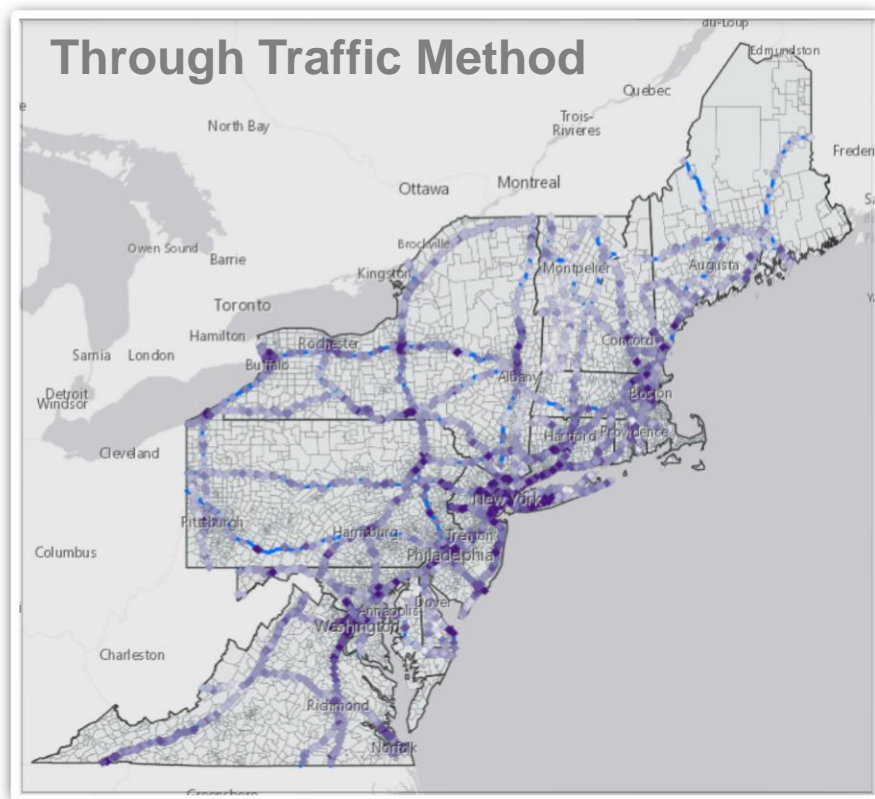 Through Traffic Method
du-Loup
Edmundston
Quebec
North Bay
Trois-
Rivieres
Ottawa
Montreal
Owen Sound
Barrie
Brockville
Kingston
Montpelier
Augusta
Toronto
Hamilton
Rochester
Concord
Sarnia
London
Buffalo
Albany
Boston
Detroit
Windsor
Hartford
Providence
Cleveland
New York
Pittsburgh
Harrisburg
Trenton
Philadelphia
Columbus
Dover
Annapolis
Washington
Charleston
Richmond
Norfolk